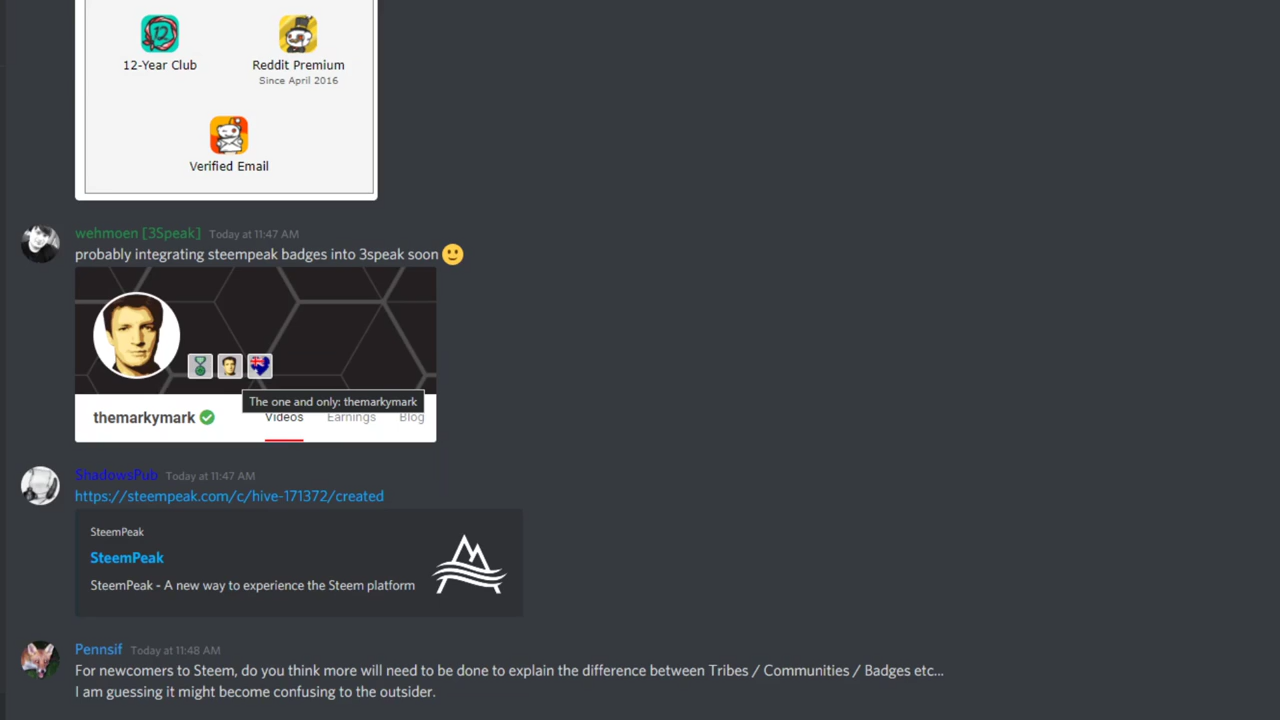 12-Year Club
Reddit Premium
Since April 2016
Verified Email
wehmoen [3Speak] Today at 11:47 AM
probably integrating steempeak badges into 3speak soon
The one and only: themarkymark
themarkymark Videos Earnings Blog
ShadowsPub Today at 11:47 AM
https://steempeak.com/c/hive-171372/created
SteemPeak
SteemPeak
SteemPeak - A new way to experience the Steem platform
Pennsif Today at 11:48 AM
For newcomers to Steem, do you think more will need to be done to explain the difference between Tribes / Communities / Badges etc...
I am guessing it might become confusing to the outsider.